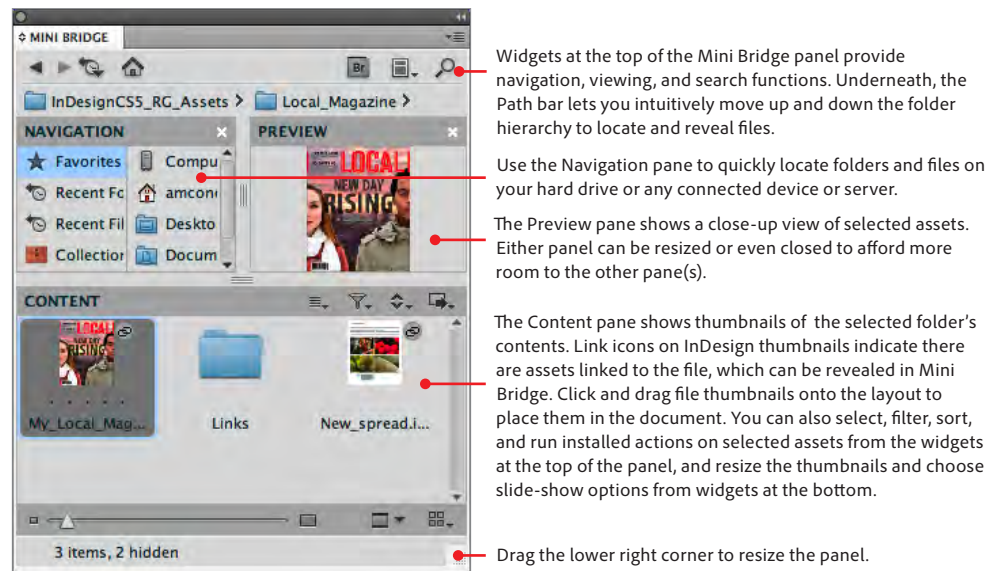 MINI BRIDGE
Br
InDesignCS5_RG_Assets > Local_Magazine >
NAVIGATION
PREVIEW
Favorites
Compu
Recent Fc
amcon
Recent Fil
Deskto
Collection
Docum
LOCAL
NEW DAY
RISING
CONTENT
LOCAL
RISING
My_Local_Mag...
Links
New_spread.i...
3 items, 2 hidden
Widgets at the top of the Mini Bridge panel provide
navigation, viewing, and search functions. Underneath, the
Path bar lets you intuitively move up and down the folder
hierarchy to locate and reveal files.
Use the Navigation pane to quickly locate folders and files on
your hard drive or any connected device or server.
The Preview pane shows a close-up view of selected assets.
Either panel can be resized or even closed to afford more
room to the other pane(s).
The Content pane shows thumbnails of the selected folder's
contents. Link icons on InDesign thumbnails indicate there
are assets linked to the file, which can be revealed in Mini
Bridge. Click and drag file thumbnails onto the layout to
place them in the document. You can also select, filter, sort,
and run installed actions on selected assets from the widgets
at the top of the panel, and resize the thumbnails and choose
slide-show options from widgets at the bottom.
Drag the lower right corner to resize the panel.